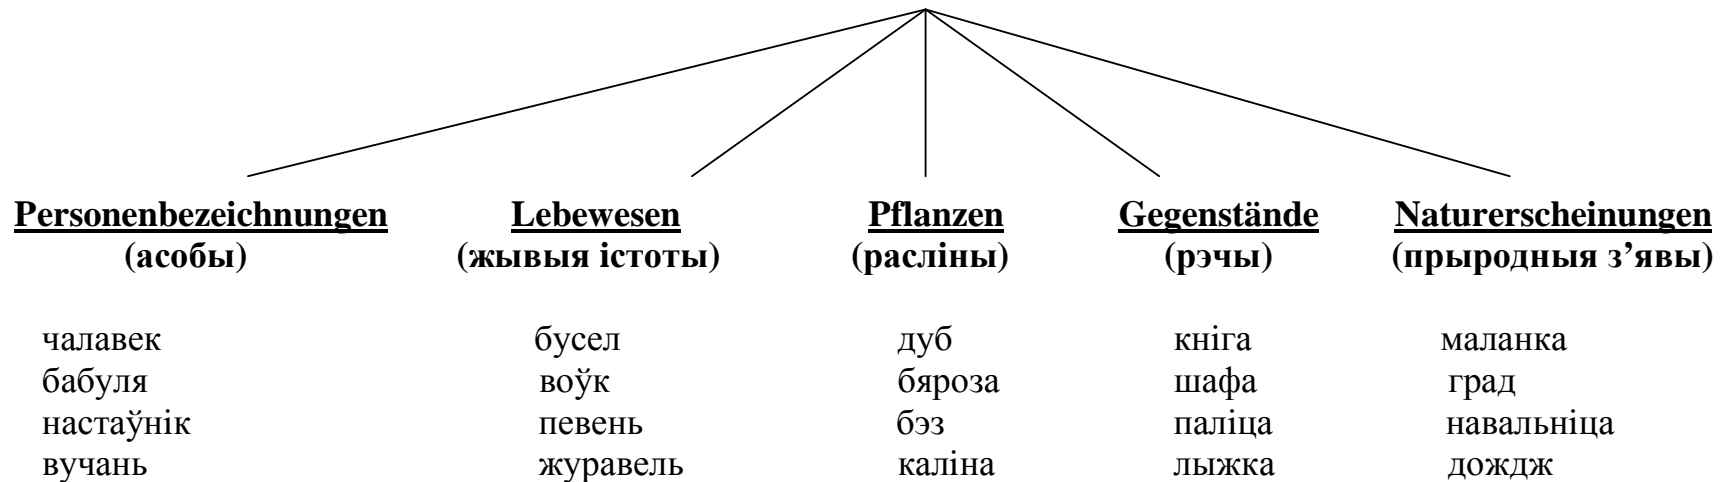 Personenbezeichnungen Lebewesen Pflanzen Gegenstände Naturerscheinungen
(асобы) (жывыя істоты) (расліны) (рэчы) (прыродныя з’явы)
чалавек бусел дуб кніга маланка
бабуля воўк бяроза шафа град
настаўнік певень бэз паліца навальніца
вучань журавель каліна лыжка дождж